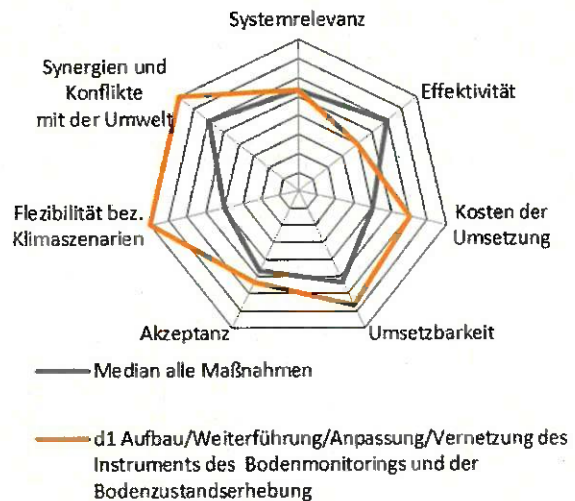 Systemrelevanz
Synergien und
Konflikte
mit der Umwelt
Effektivität
Flezibilität bez.
Klimaszenarien
Kosten der
Umsetzung
Akzeptanz
Umsetzbarkeit
Median alle Maßnahmen
d1 Aufbau/Weiterführung/Anpassung/Vernetzung des
Instruments des Bodenmonitorings und der
Bodenzustandserhebung